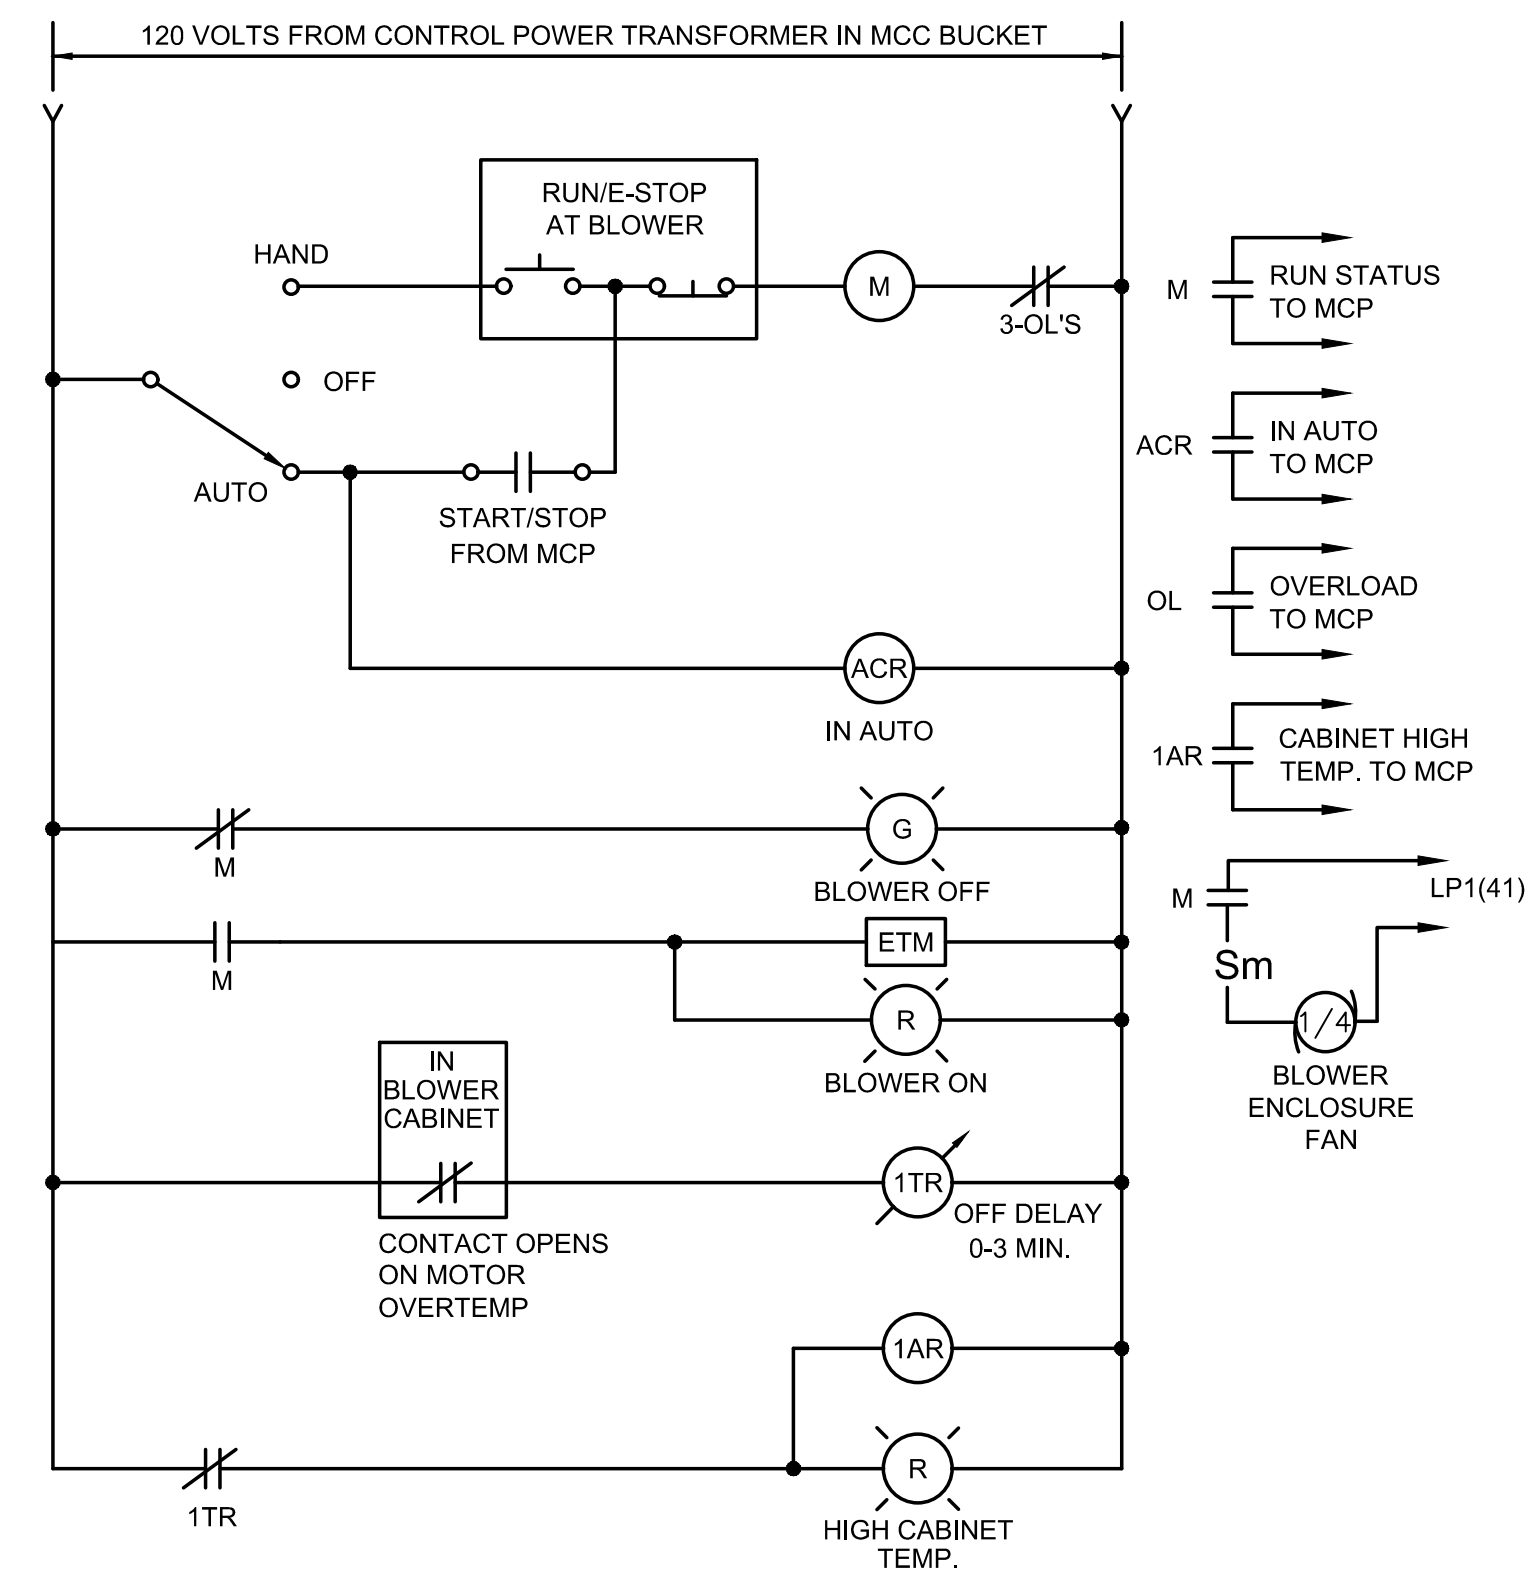 120 VOLTS FROM CONTROL POWER TRANSFORMER IN MCC BUCKET
RUN/E-STOP
AT BLOWER
HAND
M
3-OL'S
OFF
AUTO
START/STOP
FROM MCP
ACR
IN AUTO
M
G
BLOWER OFF
M
ETM
R
BLOWER ON
IN
BLOWER
CABINET
1TR
CONTACT OPENS
ON MOTOR
OVERTEMP
OFF DELAY
0-3 MIN.
1AR
1TR
R
HIGH CABINET
TEMP.
M
RUN STATUS
TO MCP
ACR
IN AUTO
TO MCP
OL
OVERLOAD
TO MCP
1AR
CABINET HIGH
TEMP. TO MCP
M
LP1(41)
Sm
1/4
BLOWER
ENCLOSURE
FAN